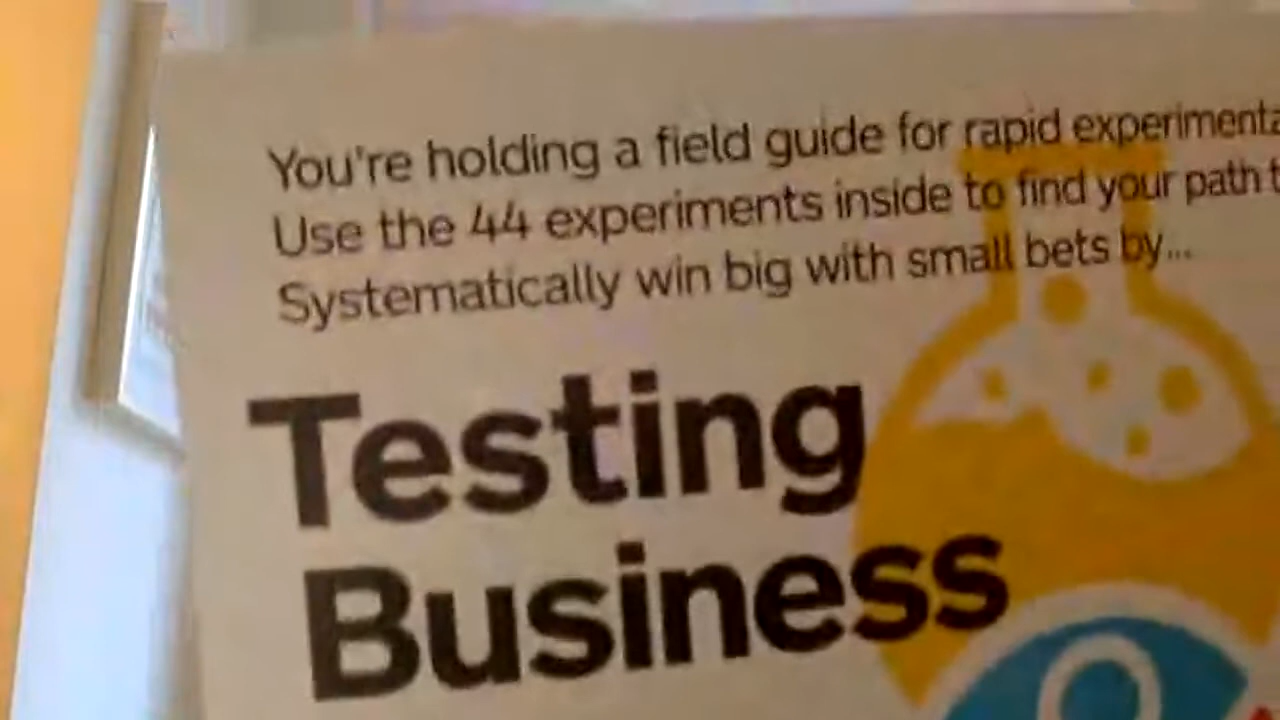 You're holding a field guide for rapid
Use the 44 experiments inside to find your path
Systematically win big with small bets by...
Testing
Business